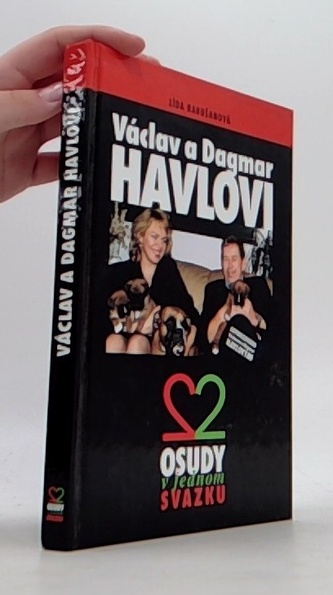 LÍDA RAKUŠANOVÁ
Václav a Dagmar
HAVLOVI
OSUDY
v jednom
SVAZKU
VÁCLAV A DAGMAR HAVLOVI
OSUDY